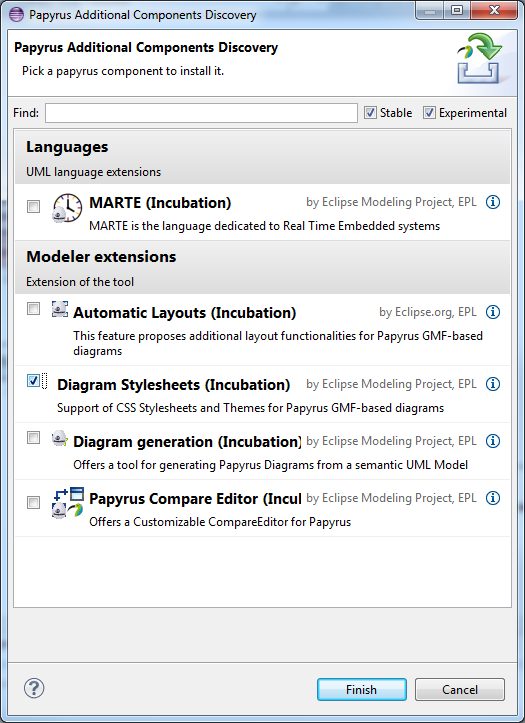 Papyrus Additional Components Discovery
Papyrus Additional Components Discovery
Pick a papyrus component to install it.
Find: Stable Experimental
Languages
UML language extensions
MARTE (Incubation) by Eclipse Modeling Project, EPL
MARTE is the language dedicated to Real Time Embedded systems
Modeler extensions
Extension of the tool
Automatic Layouts (Incubation) by Eclipse.org, EPL
This feature proposes additional layout functionalities for Papyrus GMF-based
diagrams
Diagram Stylesheets (Incubation) by Eclipse Modeling Project, EPL
Support of CSS Stylesheets and Themes for Papyrus GMF-based diagrams
Diagram generation (Incubation) by Eclipse Modeling Project, EPL
Offers a tool for generating Papyrus Diagrams from a semantic UML Model
Papyrus Compare Editor (Incul by Eclipse Modeling Project, EPL
Offers a Customizable CompareEditor for Papyrus
Finish Cancel